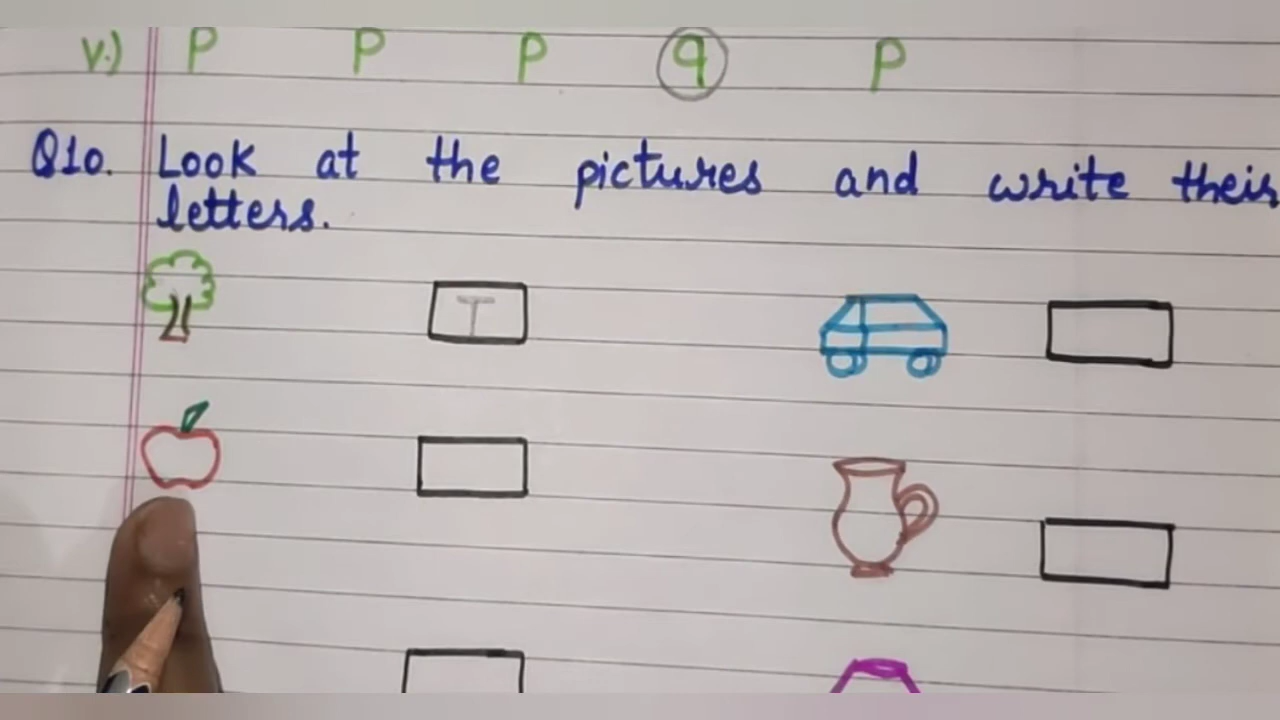 v.) P P P q P
Q10. Look at the pictures and write their
letters.
T